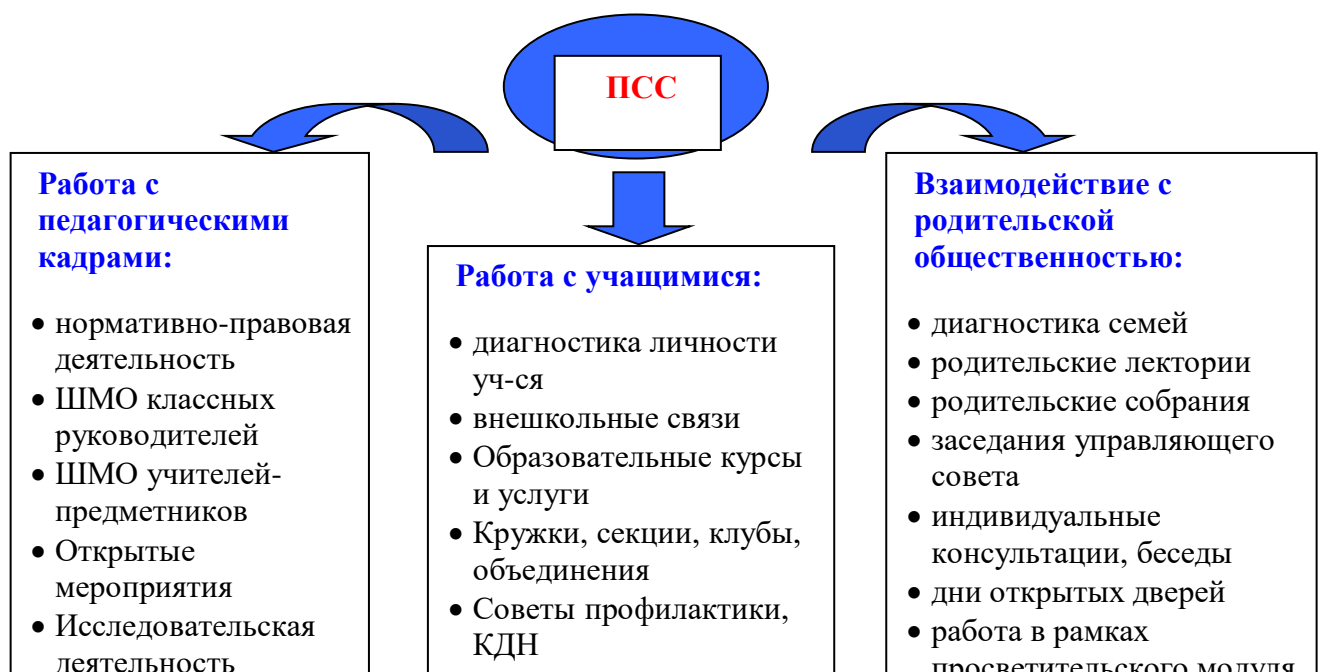 ПСС
Работа с
педагогическими
кадрами:
• нормативно-правовая
деятельность
• ШМО классных
руководителей
• ШМО учителей-
предметников
• Открытые
мероприятия
• Исследовательская
деятельность
Работа с учащимися:
• диагностика личности
уч-ся
• внешкольные связи
• Образовательные курсы
и услуги
• Кружки, секции, клубы,
объединения
• Советы профилактики,
КДН
Взаимодействие с
родительской
общественностью:
• диагностика семей
• родительские лектории
• родительские собрания
• заседания управляющего
совета
• индивидуальные
консультации, беседы
• дни открытых дверей
• работа в рамках
просветительского модуля